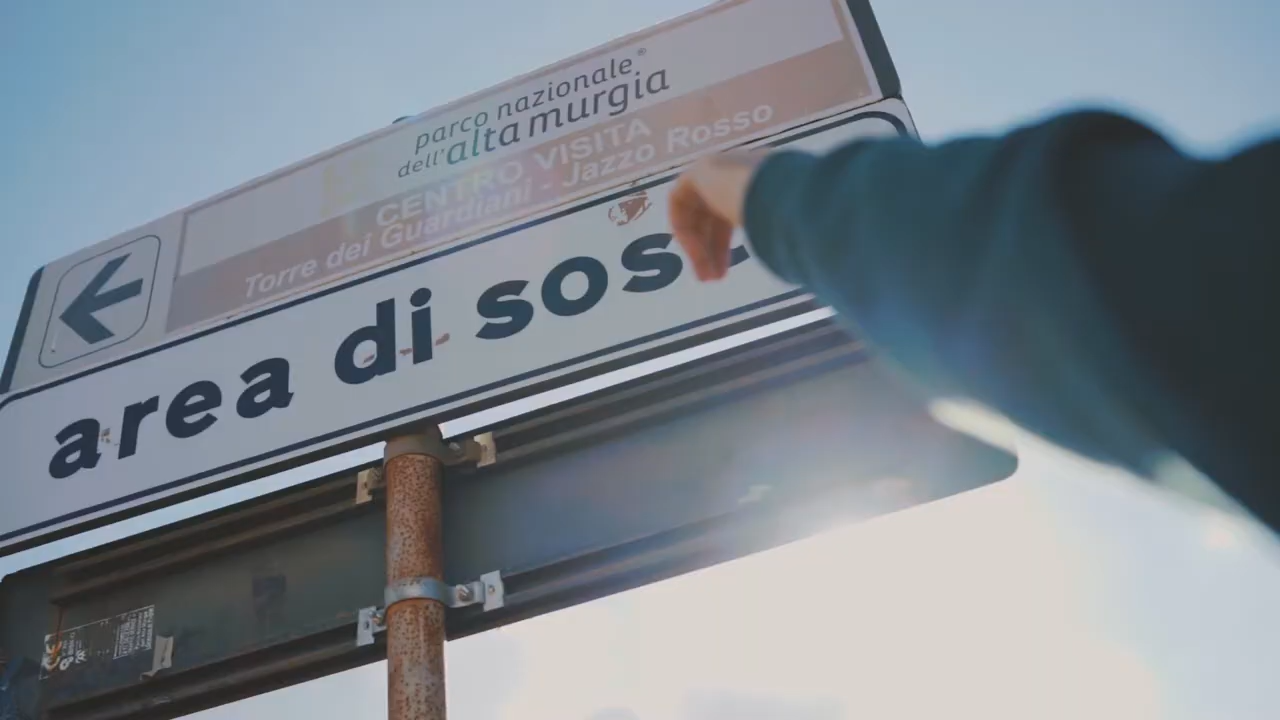 parco nazionale®
dell'alta murgia
CENTRO VISITA
Torre dei Guardiani - Jazzo Rosso
area di sos